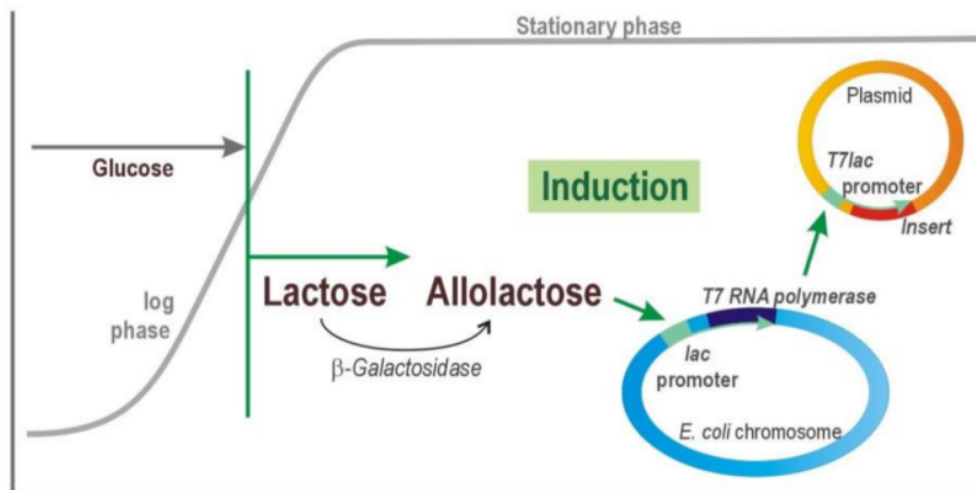 Stationary phase
Glucose
log
phase
Induction
Lactose
Allolactose
β-Galactosidase
Plasmid
T7lac
promoter
Insert
T7 RNA polymerase
lac
promoter
E. coli chromosome